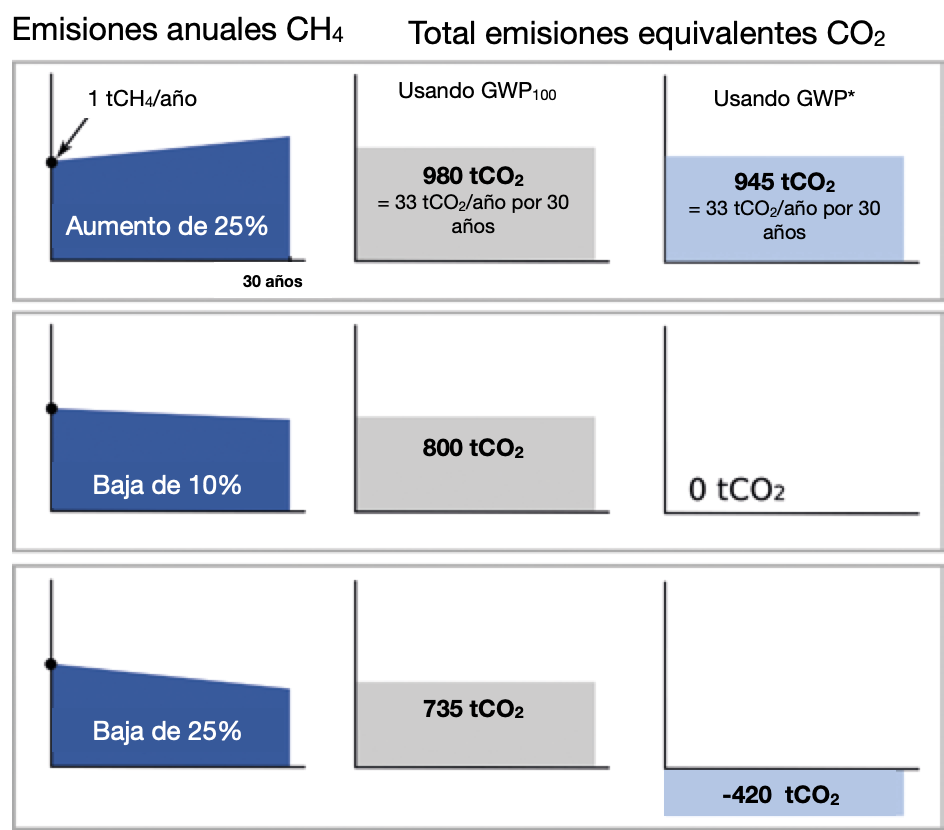 Emisiones anuales CH₄
Total emisiones equivalentes CO₂
1 tCH₄/año
Aumento de 25%
30 años
Usando GWP₁₀₀
980 tCO₂
= 33 tCO₂/año por 30
años
Usando GWP*
945 tCO₂
= 33 tCO₂/año por 30
años
Baja de 10%
800 tCO₂
0 tCO₂
Baja de 25%
735 tCO₂
-420 tCO₂